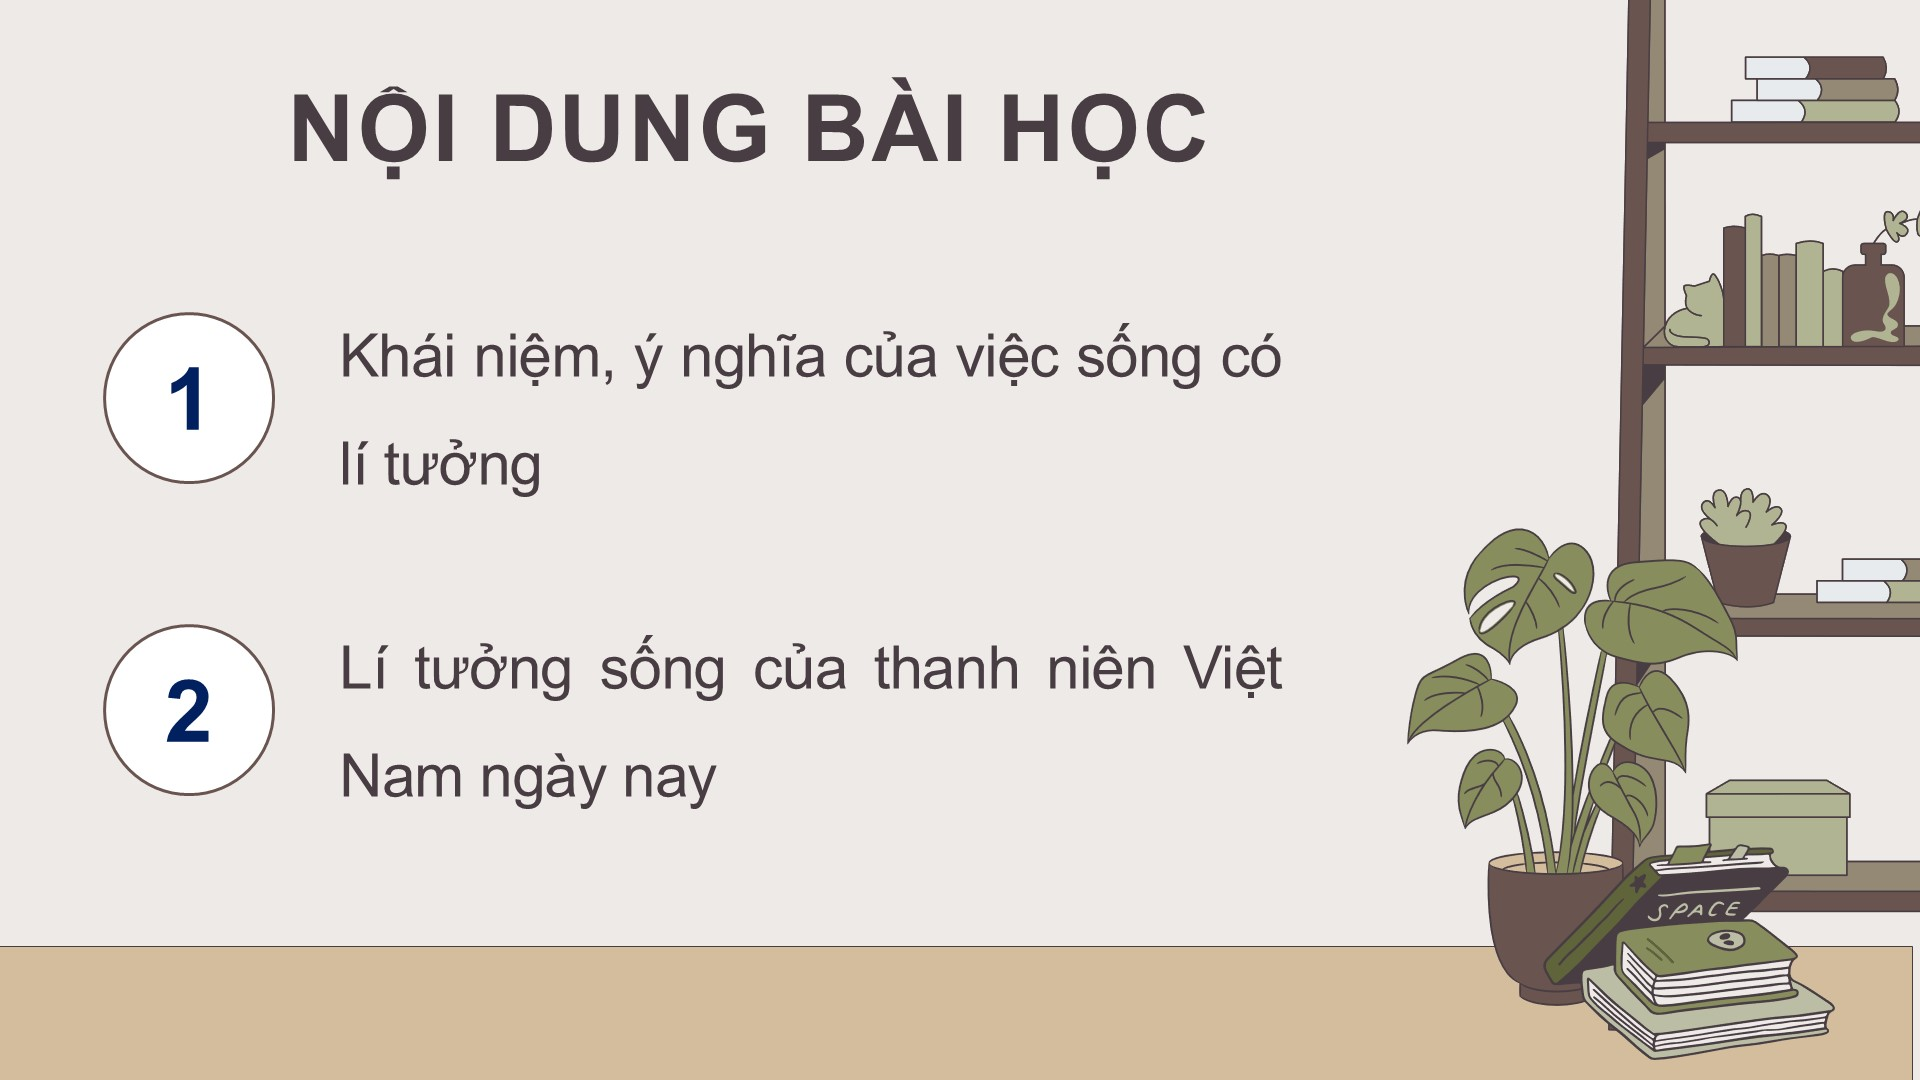 NỘI DUNG BÀI HỌC
1
Khái niệm, ý nghĩa của việc sống có
lí tưởng
2
Lí tưởng sống của thanh niên Việt
Nam ngày nay
SPACE